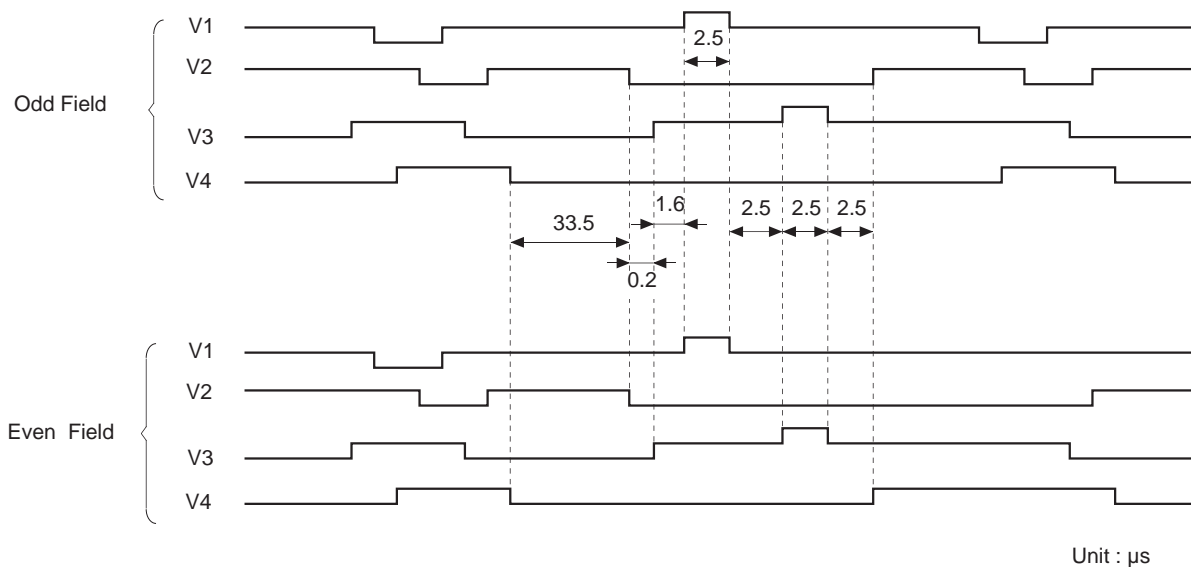 V1
2.5
V2
Odd Field
V3
V4
1.6
2.5 2.5 2.5
33.5
0.2
V1
V2
Even Field
V3
V4
Unit : µs